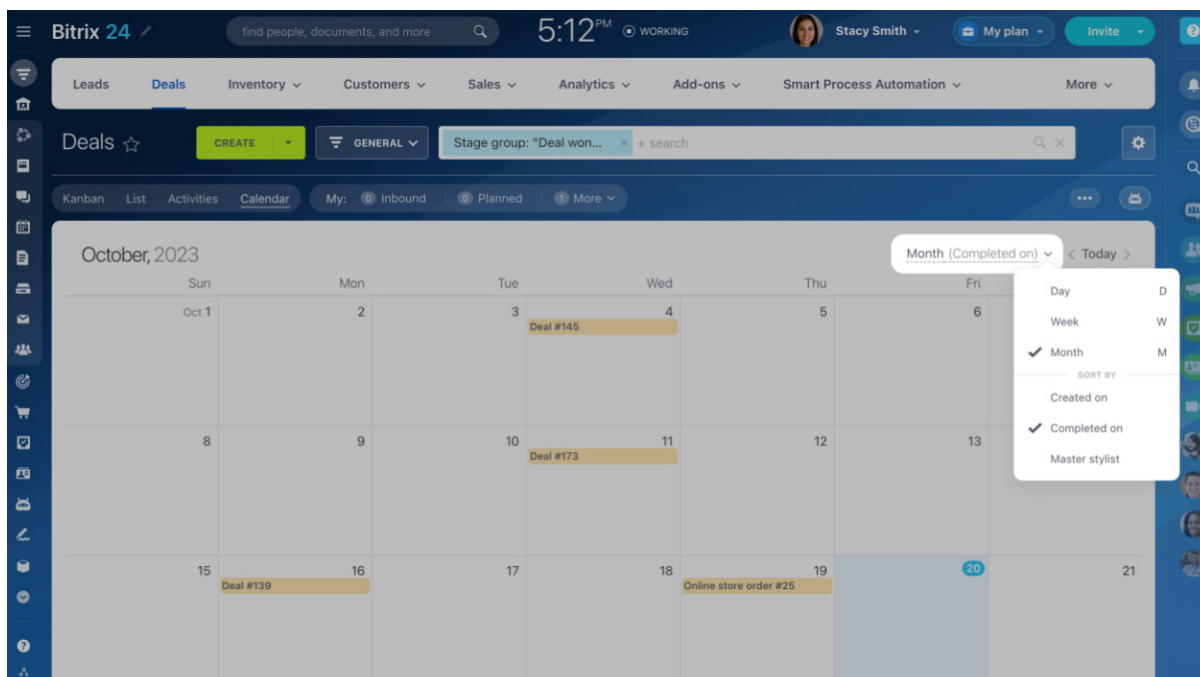 Bitrix 24
find people, documents, and more
5:12 PM
WORKING
Stacy Smith
My plan
Invite
Leads Deals Inventory Customers Sales Analytics Add-ons Smart Process Automation More
Deals
CREATE
GENERAL
Stage group: "Deal won... × + search
Kanban List Activities Calendar My: 0 Inbound 0 Planned 1 More
October, 2023
Month (Completed on)
< Today >
Sun Mon Tue Wed Thu Fri
Day D
Week W
Month M
SORT BY
Created on
Completed on
Master stylist
Oct 1 2 3 4 5 6
Deal #145
8 9 10 11 12 13
Deal #173
15 16 17 18 19 20 21
Deal #139 Online store order #25